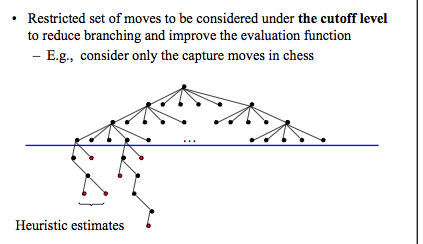 • Restricted set of moves to be considered under the cutoff level
to reduce branching and improve the evaluation function
– E.g., consider only the capture moves in chess
...
Heuristic estimates